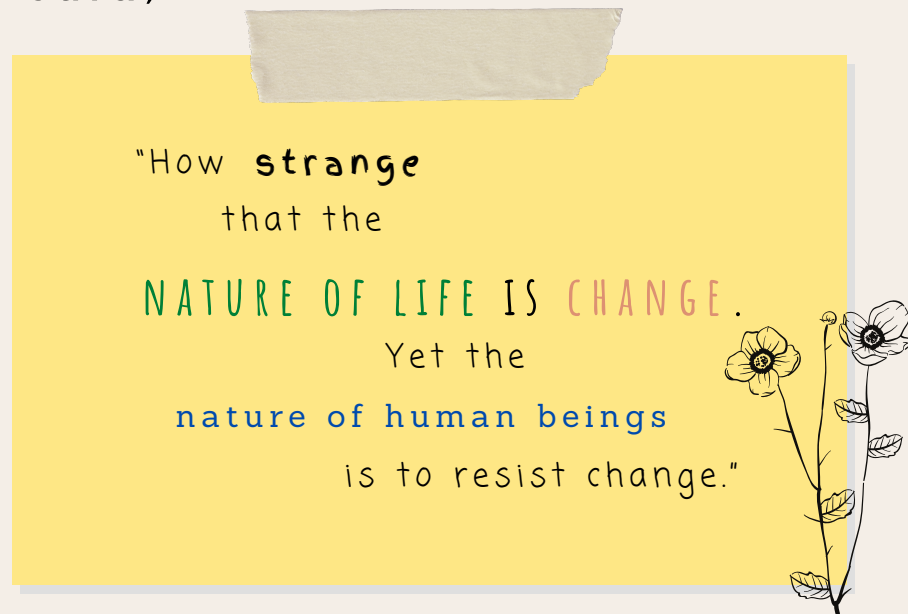 "How strange
that the
NATURE OF LIFE IS CHANGE.
Yet the
nature of human beings
is to resist change."